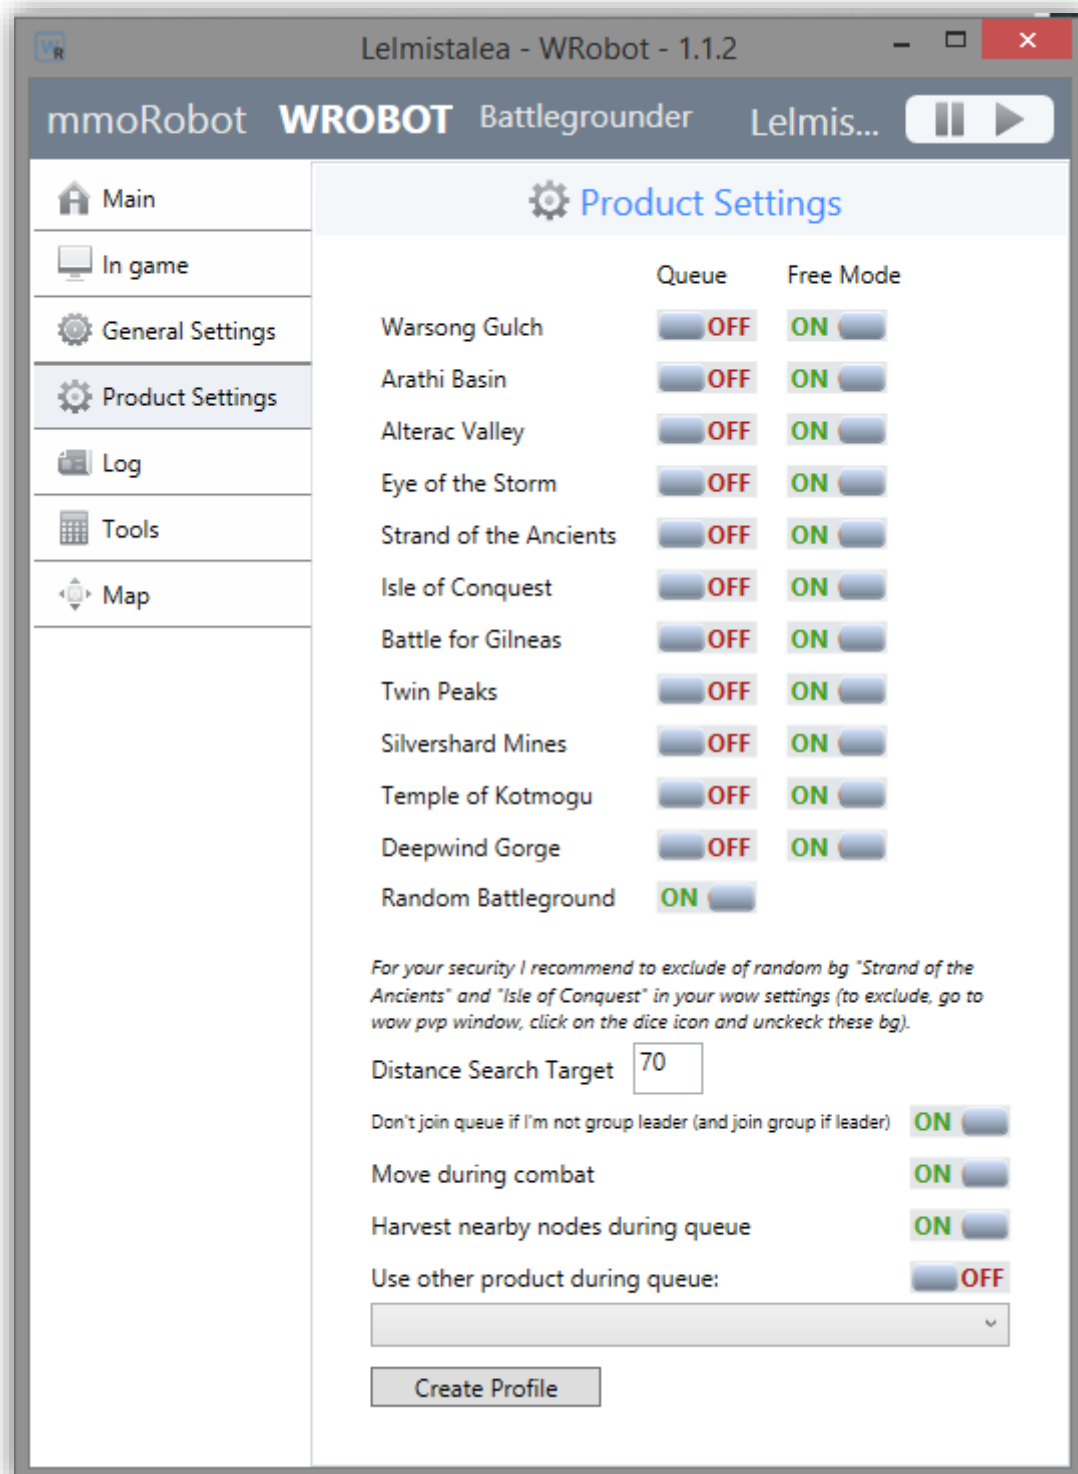 WR Lelmistalea - WRobot - 1.1.2
mmoRobot WROBOT Battlegrounder Lelmis...
Main
In game
General Settings
Product Settings
Log
Tools
Map
Product Settings
Queue Free Mode
Warsong Gulch OFF ON
Arathi Basin OFF ON
Alterac Valley OFF ON
Eye of the Storm OFF ON
Strand of the Ancients OFF ON
Isle of Conquest OFF ON
Battle for Gilneas OFF ON
Twin Peaks OFF ON
Silvershard Mines OFF ON
Temple of Kotmogu OFF ON
Deepwind Gorge OFF ON
Random Battleground ON
For your security I recommend to exclude of random bg "Strand of the
Ancients" and "Isle of Conquest" in your wow settings (to exclude, go to
wow pvp window, click on the dice icon and unckeck these bg).
Distance Search Target 70
Don't join queue if I'm not group leader (and join group if leader) ON
Move during combat ON
Harvest nearby nodes during queue ON
Use other product during queue: OFF
Create Profile